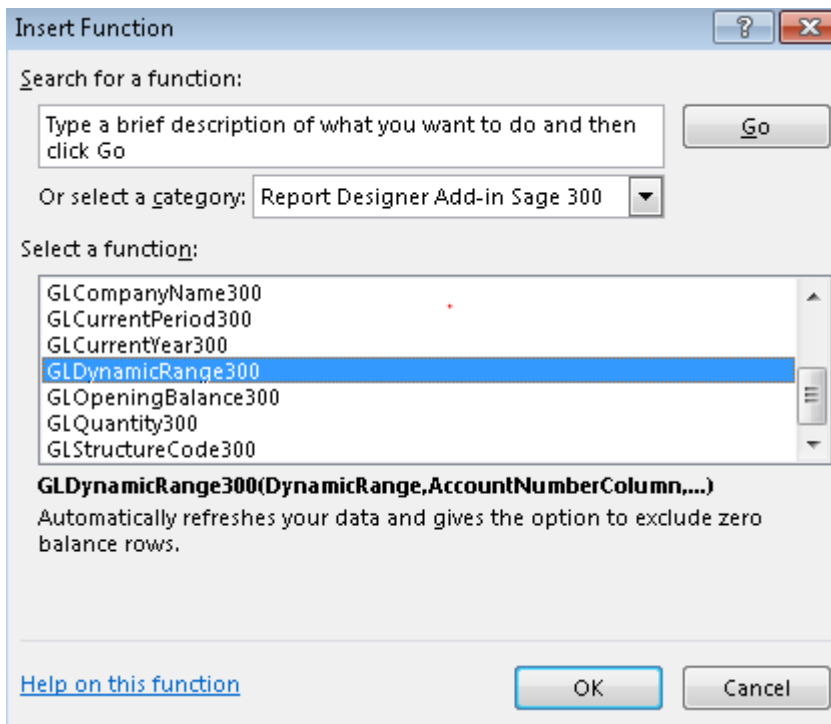 Insert Function
Search for a function:
Type a brief description of what you want to do and then
click Go
Go
Or select a category: Report Designer Add-in Sage 300
Select a function:
GLCompanyName300
GLCurrentPeriod300
GLCurrentYear300
GLDynamicRange300
GLOpeningBalance300
GLQuantity300
GLStructureCode300
GLDynamicRange300(DynamicRange,AccountNumberColumn,...)
Automatically refreshes your data and gives the option to exclude zero
balance rows.
Help on this function
OK
Cancel